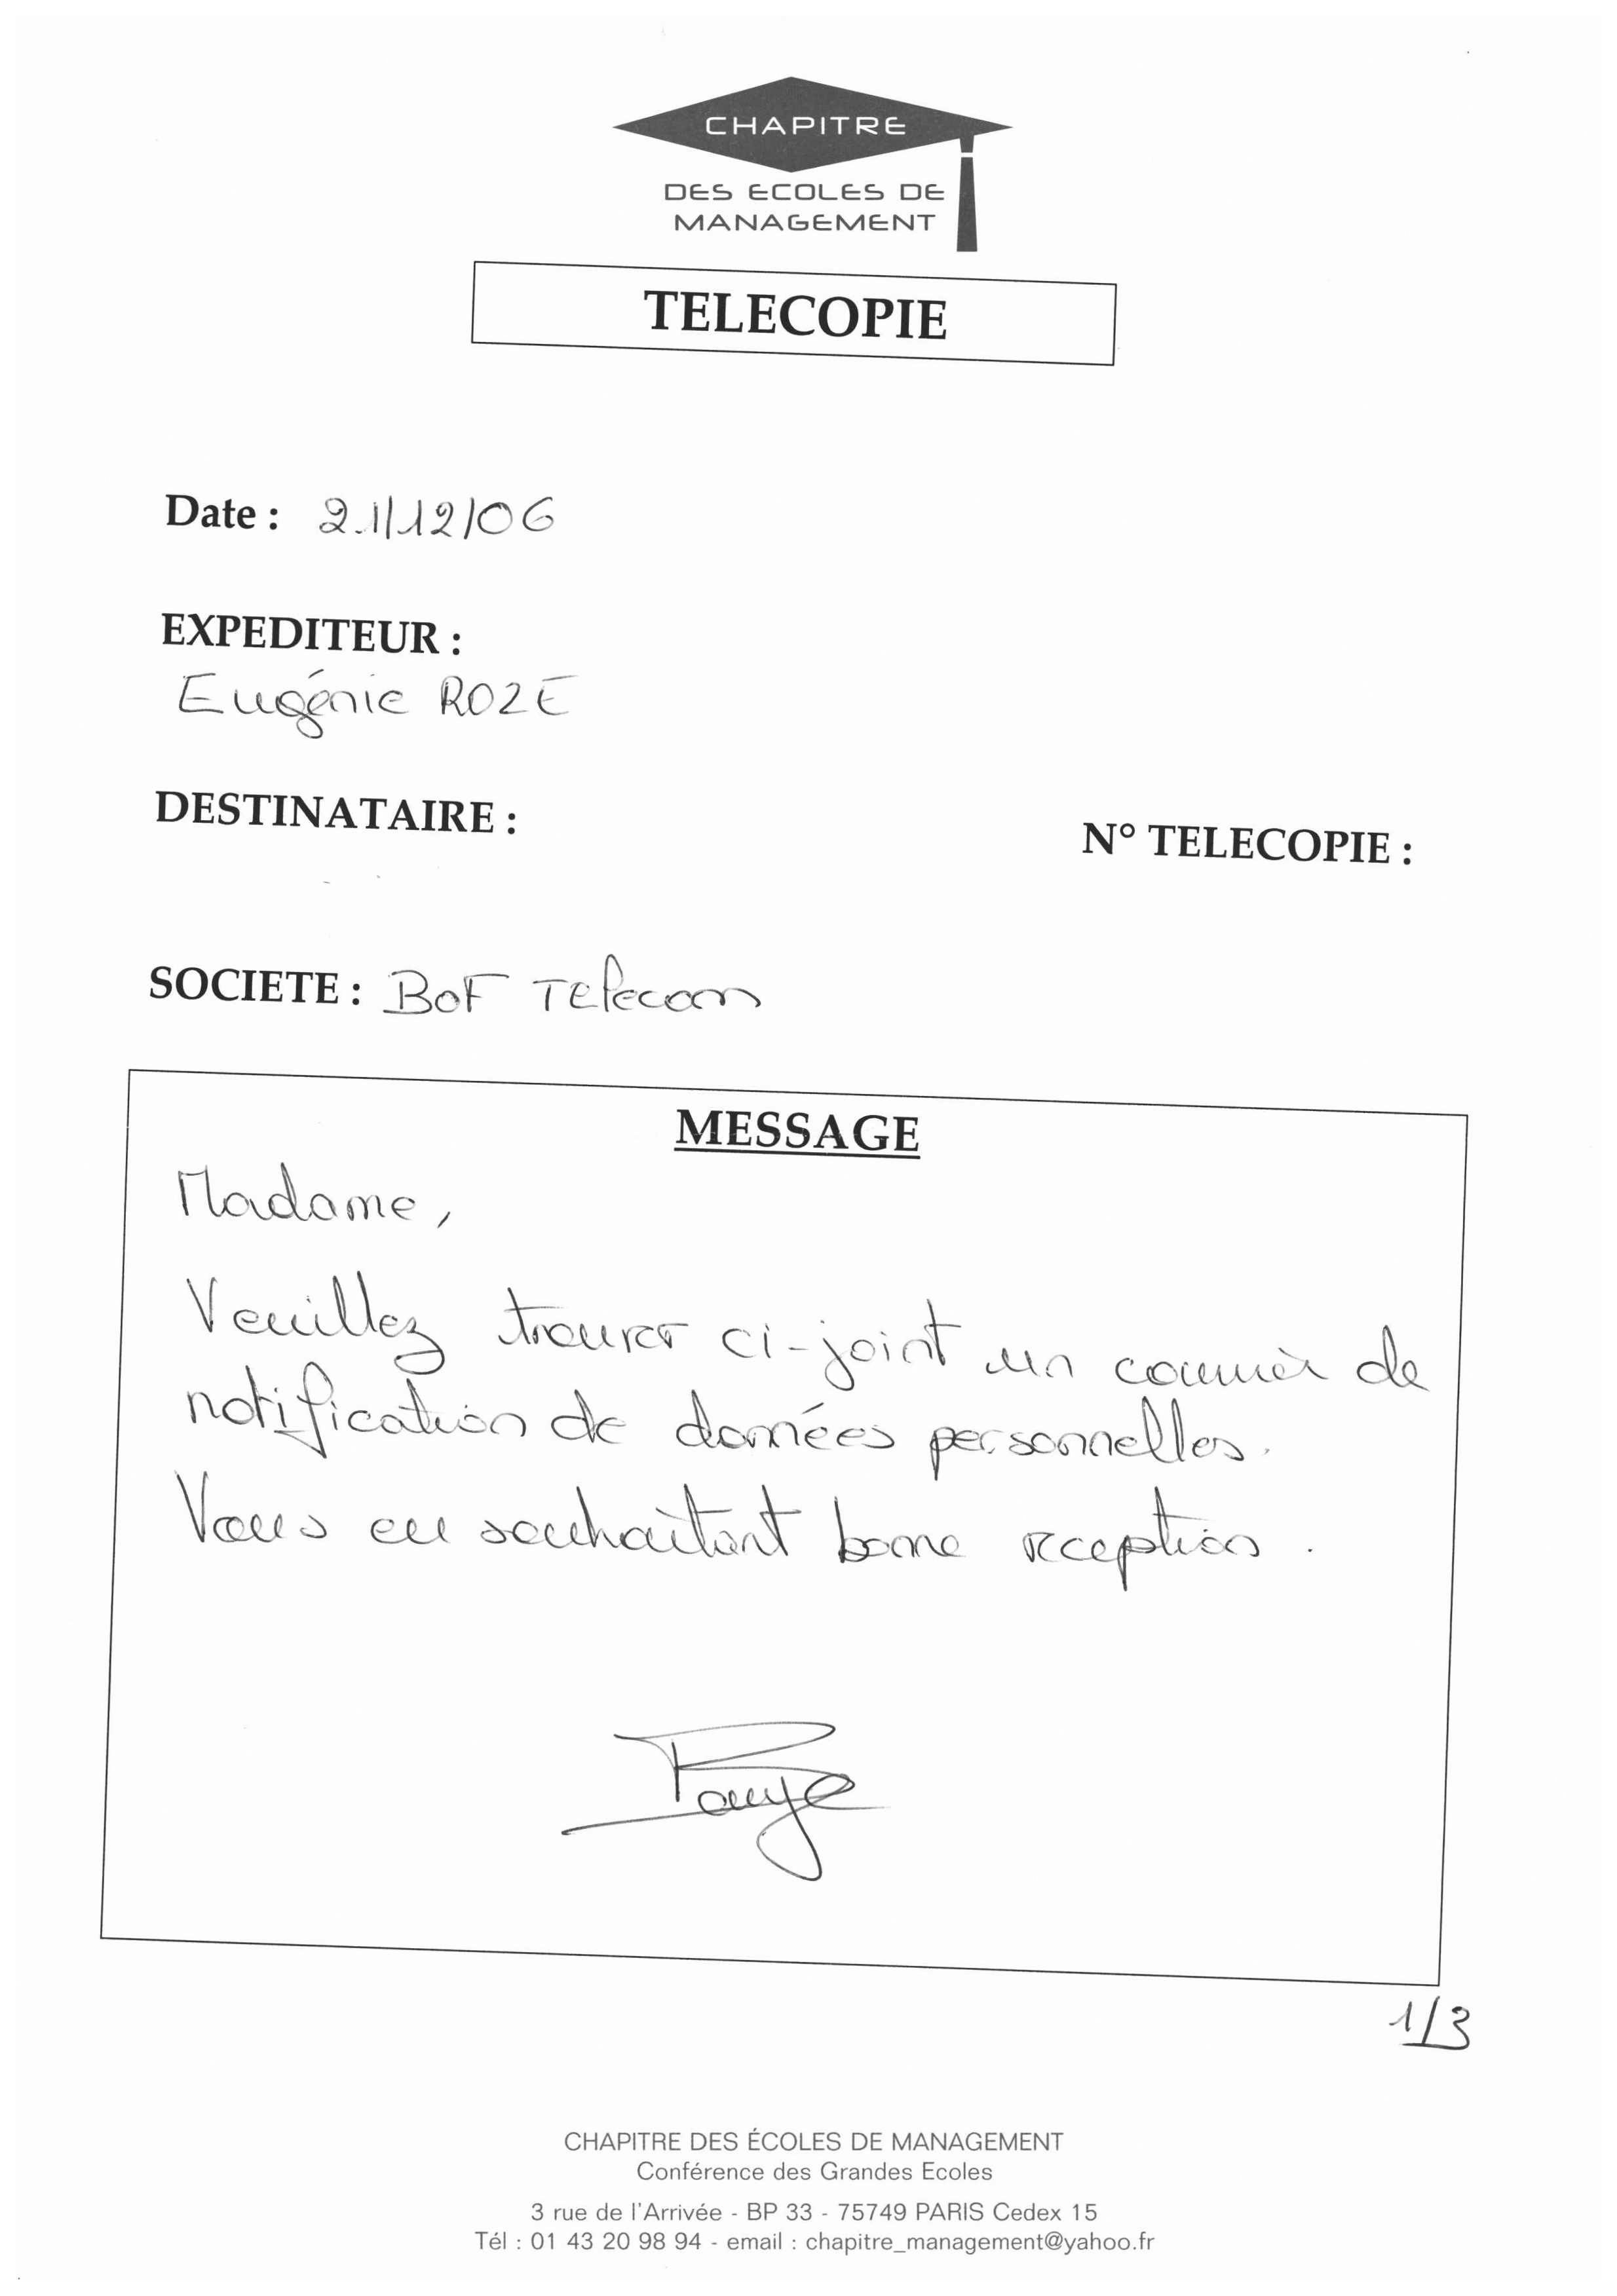 CHAPITRE
DES ECOLES DE
MANAGEMENT
TELECOPIE
Date : 21/12/06
EXPEDITEUR :
Eugénie ROZE
DESTINATAIRE :
N° TELECOPIE :
SOCIETE : BOF Telecom
MESSAGE
Madame,
Veuillez trouver ci-joint un courrier de
notification de données personnelles.
Vous en souhaitant bonne reception.
1/3
CHAPITRE DES ÉCOLES DE MANAGEMENT
Conférence des Grandes Ecoles
3 rue de l'Arrivée - BP 33 - 75749 PARIS Cedex 15
Tél : 01 43 20 98 94 - email : chapitre_management@yahoo.fr